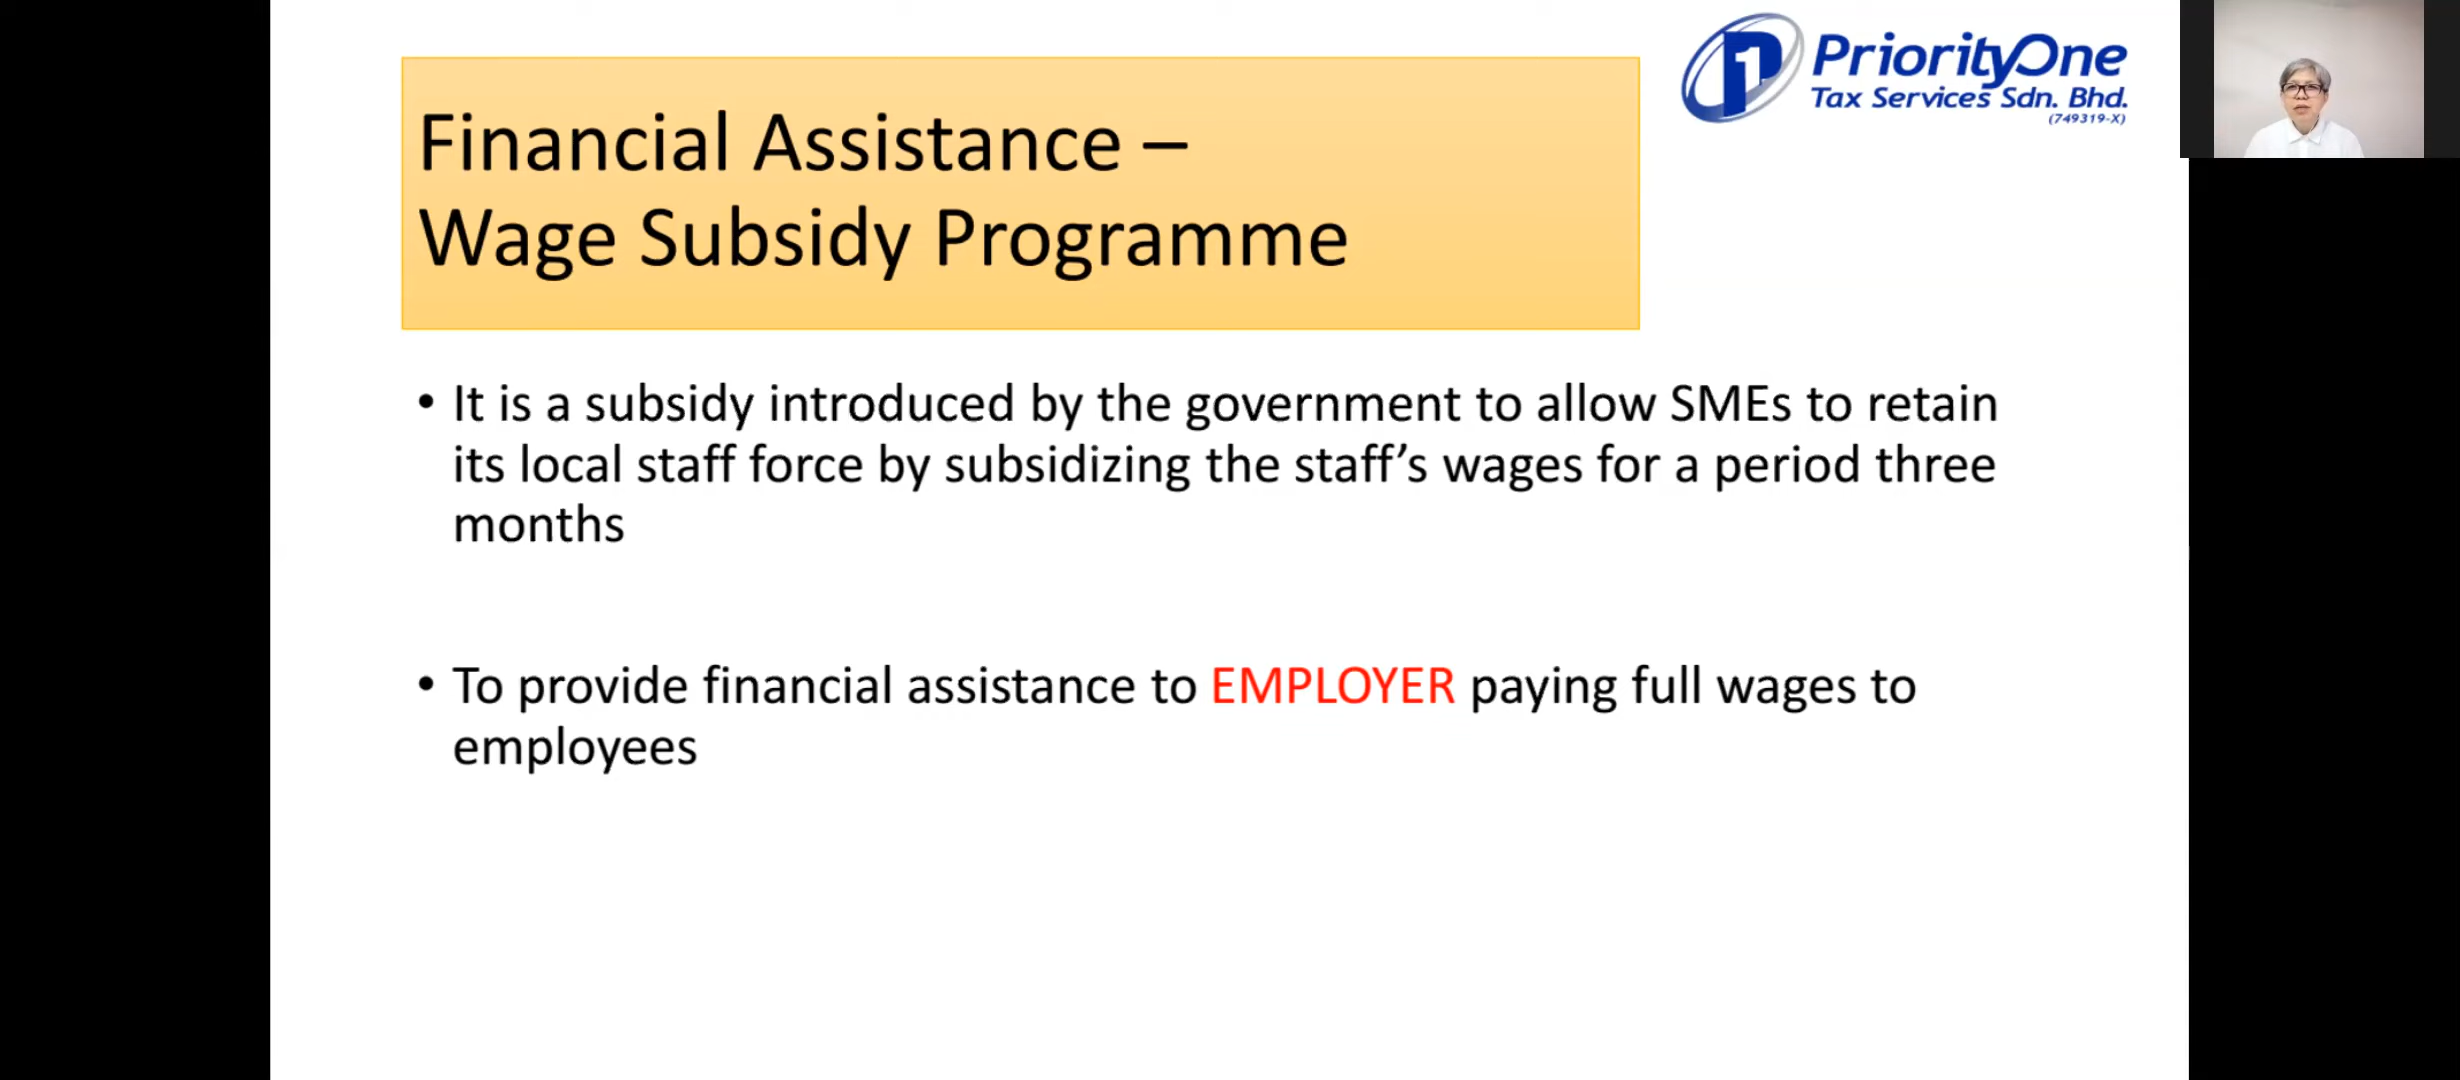 PriorityOne
Tax Services Sdn. Bhd.
(749319-X)
Financial Assistance –
Wage Subsidy Programme
• It is a subsidy introduced by the government to allow SMEs to retain
its local staff force by subsidizing the staff’s wages for a period three
months
• To provide financial assistance to EMPLOYER paying full wages to
employees